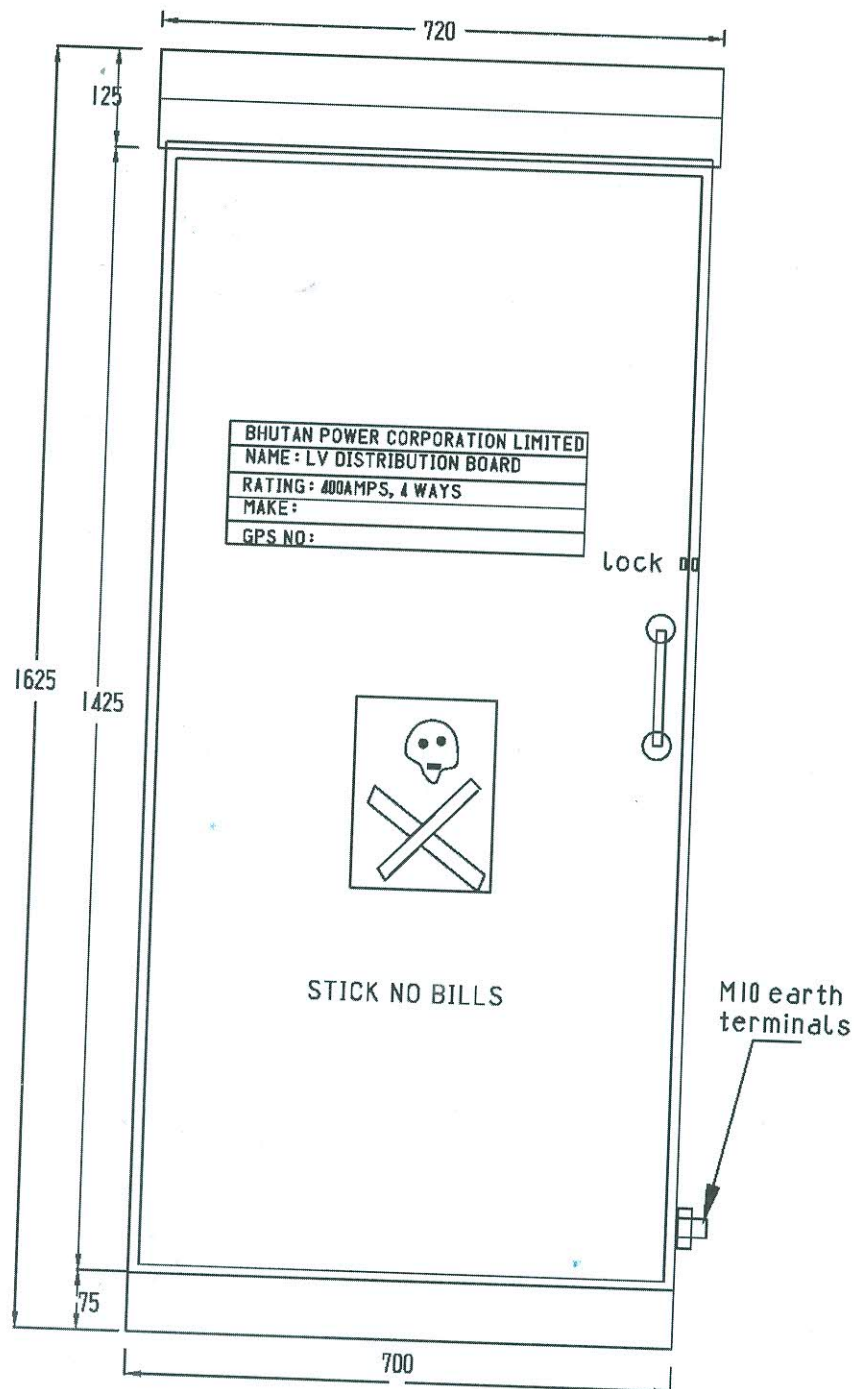 720
125
BHUTAN POWER CORPORATION LIMITED
NAME: LV DISTRIBUTION BOARD
RATING: 400AMPS, 4 WAYS
MAKE:
GPS NO:
lock
1625
1425
STICK NO BILLS
M10 earth
terminals
75
700